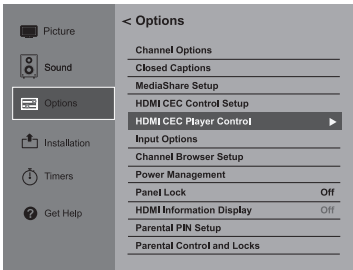 Picture
Sound
Options
Installation
Timers
Get Help
< Options
Channel Options
Closed Captions
MediaShare Setup
HDMI CEC Control Setup
HDMI CEC Player Control
Input Options
Channel Browser Setup
Power Management
Panel Lock Off
HDMI Information Display Off
Parental PIN Setup
Parental Control and Locks